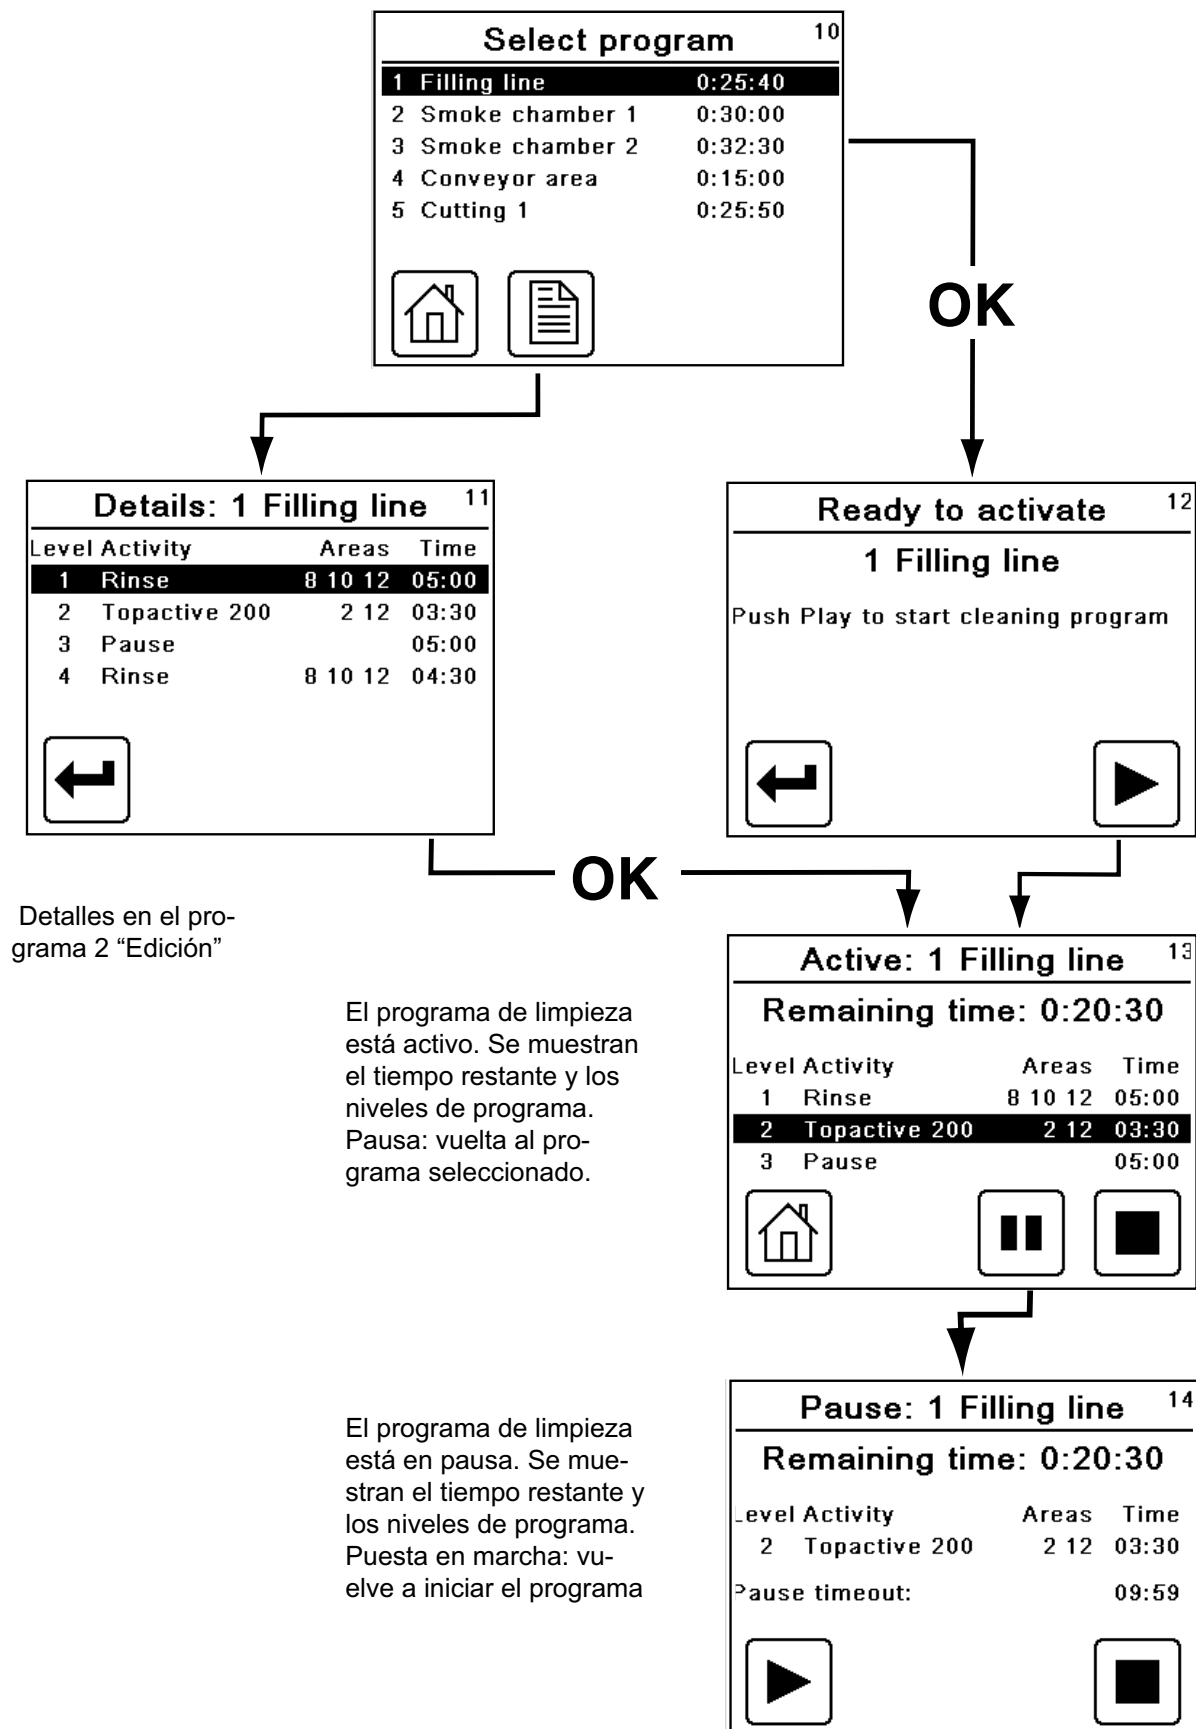 Select program 10
1 Filling line 0:25:40
2 Smoke chamber 1 0:30:00
3 Smoke chamber 2 0:32:30
4 Conveyor area 0:15:00
5 Cutting 1 0:25:50
OK
Details: 1 Filling line 11
Level Activity Areas Time
1 Rinse 8 10 12 05:00
2 Topactive 200 2 12 03:30
3 Pause 05:00
4 Rinse 8 10 12 04:30
Ready to activate 12
1 Filling line
Push Play to start cleaning program
OK
Detalles en el pro-
grama 2 “Edición”
Active: 1 Filling line 13
Remaining time: 0:20:30
Level Activity Areas Time
1 Rinse 8 10 12 05:00
2 Topactive 200 2 12 03:30
3 Pause 05:00
El programa de limpieza
está activo. Se muestran
el tiempo restante y los
niveles de programa.
Pausa: vuelta al pro-
grama seleccionado.
Pause: 1 Filling line 14
Remaining time: 0:20:30
Level Activity Areas Time
2 Topactive 200 2 12 03:30
Pause timeout: 09:59
El programa de limpieza
está en pausa. Se mue-
stran el tiempo restante y
los niveles de programa.
Puesta en marcha: vu-
elve a iniciar el programa